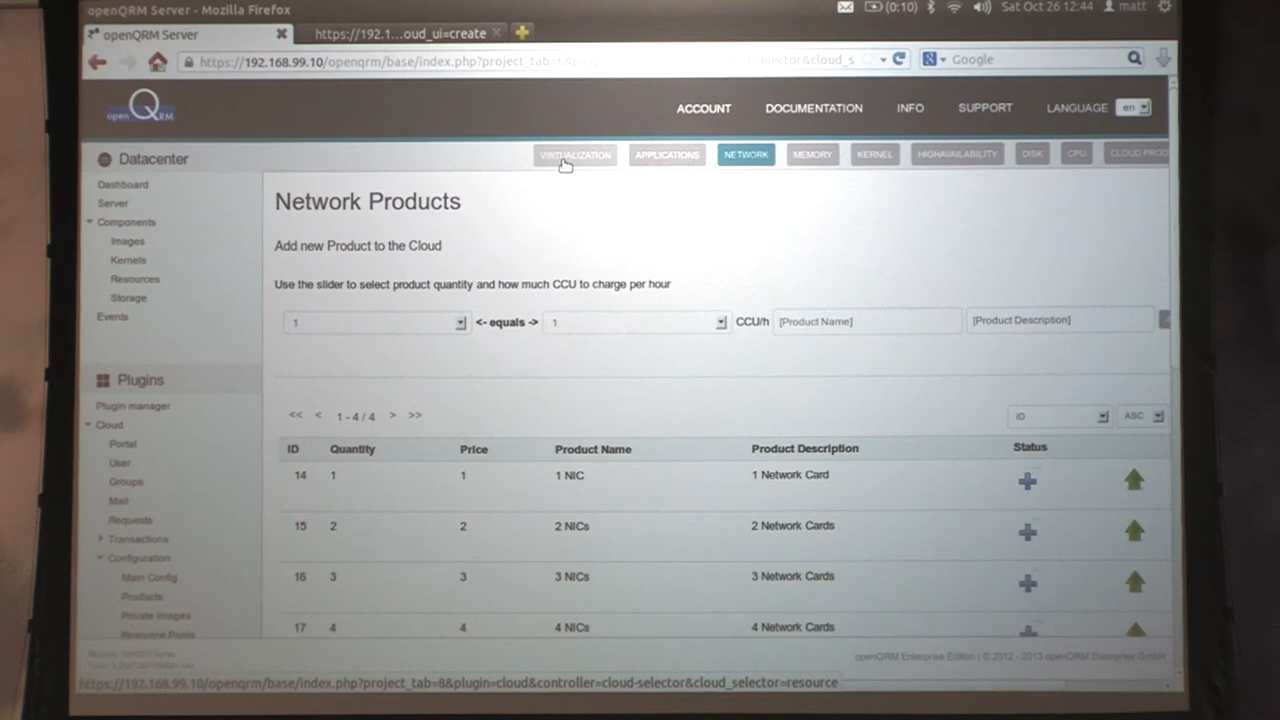 openQRM Server - Mozilla Firefox
(0:10) Sat Oct 26 12:44 matt
openQRM Server https://192.1...oud_ui=create
https://192.168.99.10/openqrm/base/index.php?project_tab= selector&cloud_s Google
openQRM ACCOUNT DOCUMENTATION INFO SUPPORT LANGUAGE en
Datacenter
VIRTUALIZATION APPLICATIONS NETWORK MEMORY KERNEL HIGHAVAILABILITY DISK CPU CLOUD PROD
Dashboard
Server
Components
Images
Kernels
Resources
Storage
Events
Plugins
Plugin manager
Cloud
Portal
User
Groups
Mail
Requests
Transactions
Configuration
Main Config
Products
Private Images
Resource Pools
Network Products
Add new Product to the Cloud
Use the slider to select product quantity and how much CCU to charge per hour
1 <- equals -> 1 CCU/h [Product Name] [Product Description]
<< < 1 - 4 / 4 > >> ID ASC
ID Quantity Price Product Name Product Description Status
14 1 1 1 NIC 1 Network Card
15 2 2 2 NICs 2 Network Cards
16 3 3 3 NICs 3 Network Cards
17 4 4 4 NICs 4 Network Cards
openQRM Enterprise Edition | © 2012 - 2013 openQRM Enterprise GmbH
https://192.168.99.10/openqrm/base/index.php?project_tab=8&plugin=cloud&controller=cloud-selector&cloud_selector=resource